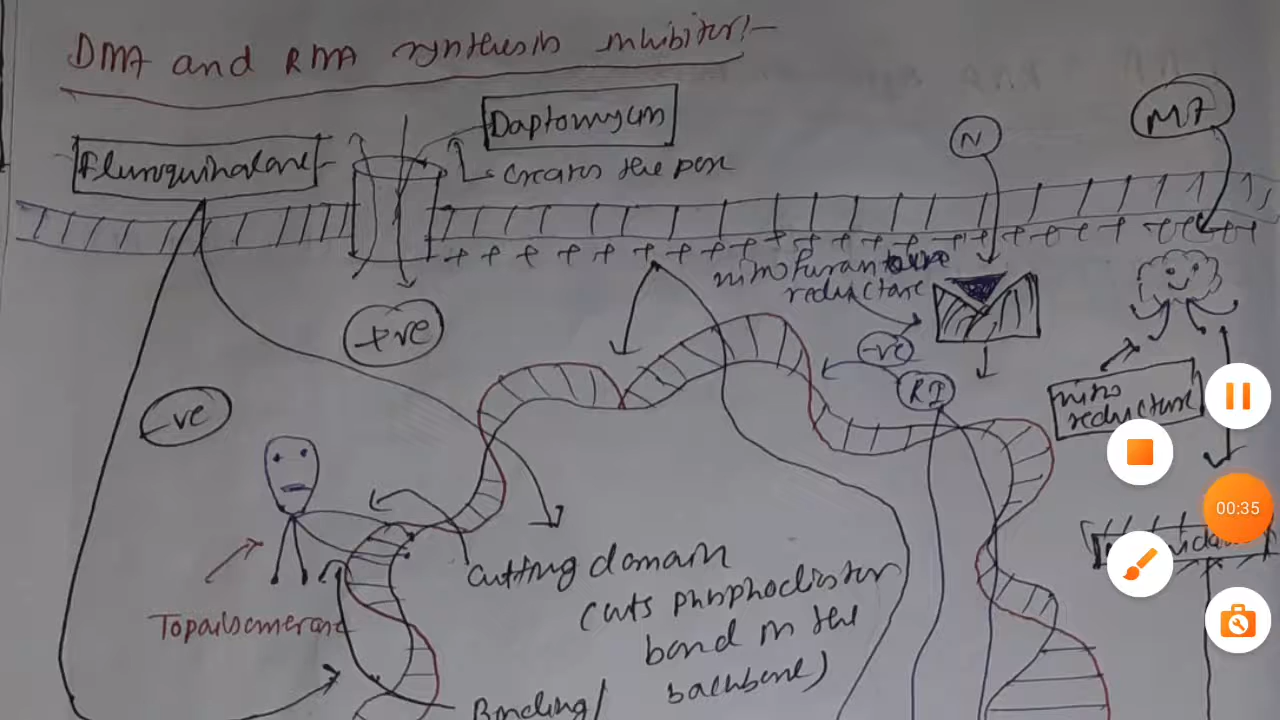 DNA and RNA synthesis inhibitor:-
Daptomycin
creates the pore
Fluroquinolone
N
MZ
+ + + + + + + + + + + + + + + + + + + +
nitrofurantoin
reductase
+ve
-ve
RI
nitro
reductase
-ve
00:35
cutting domain
(cuts phosphodiester
bond in the
backbone)
Topoisomerase
Binding/